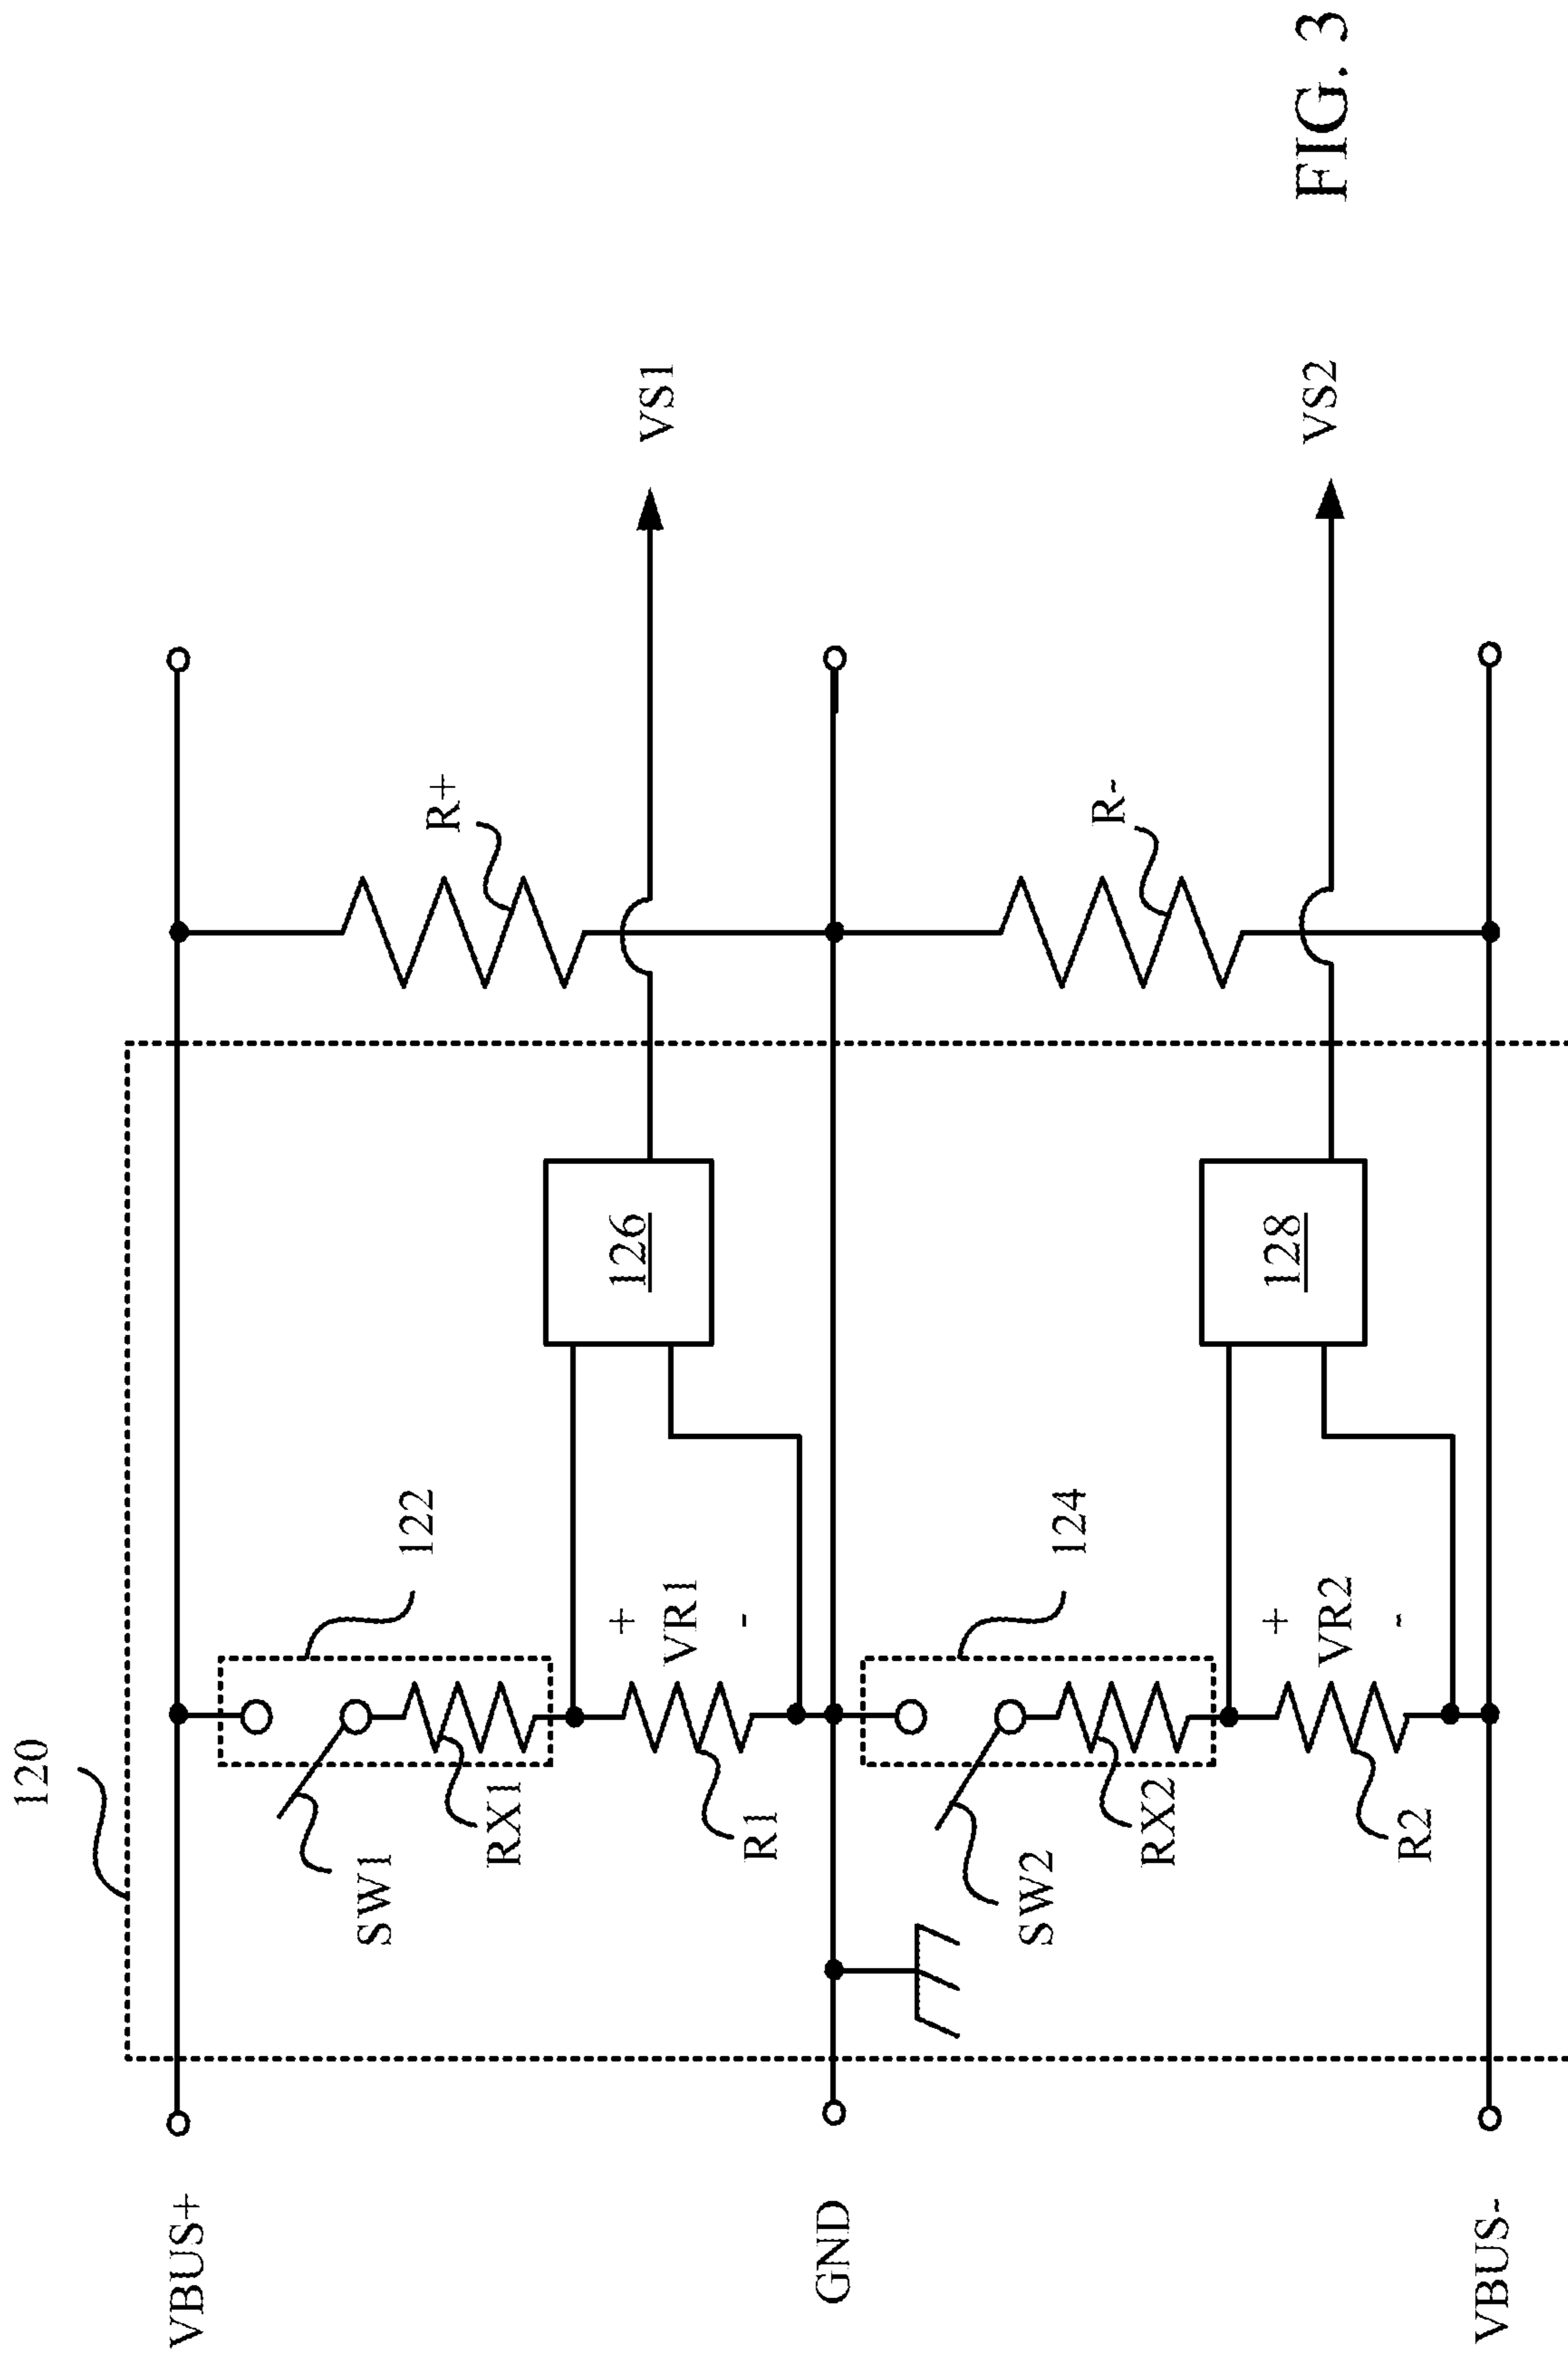 120
VBUS+
SW1
RX1
122
+
VR1
-
R1
126
R+
VS1
GND
SW2
RX2
124
+
VR2
-
R2
128
R-
VS2
VBUS-
FIG. 3